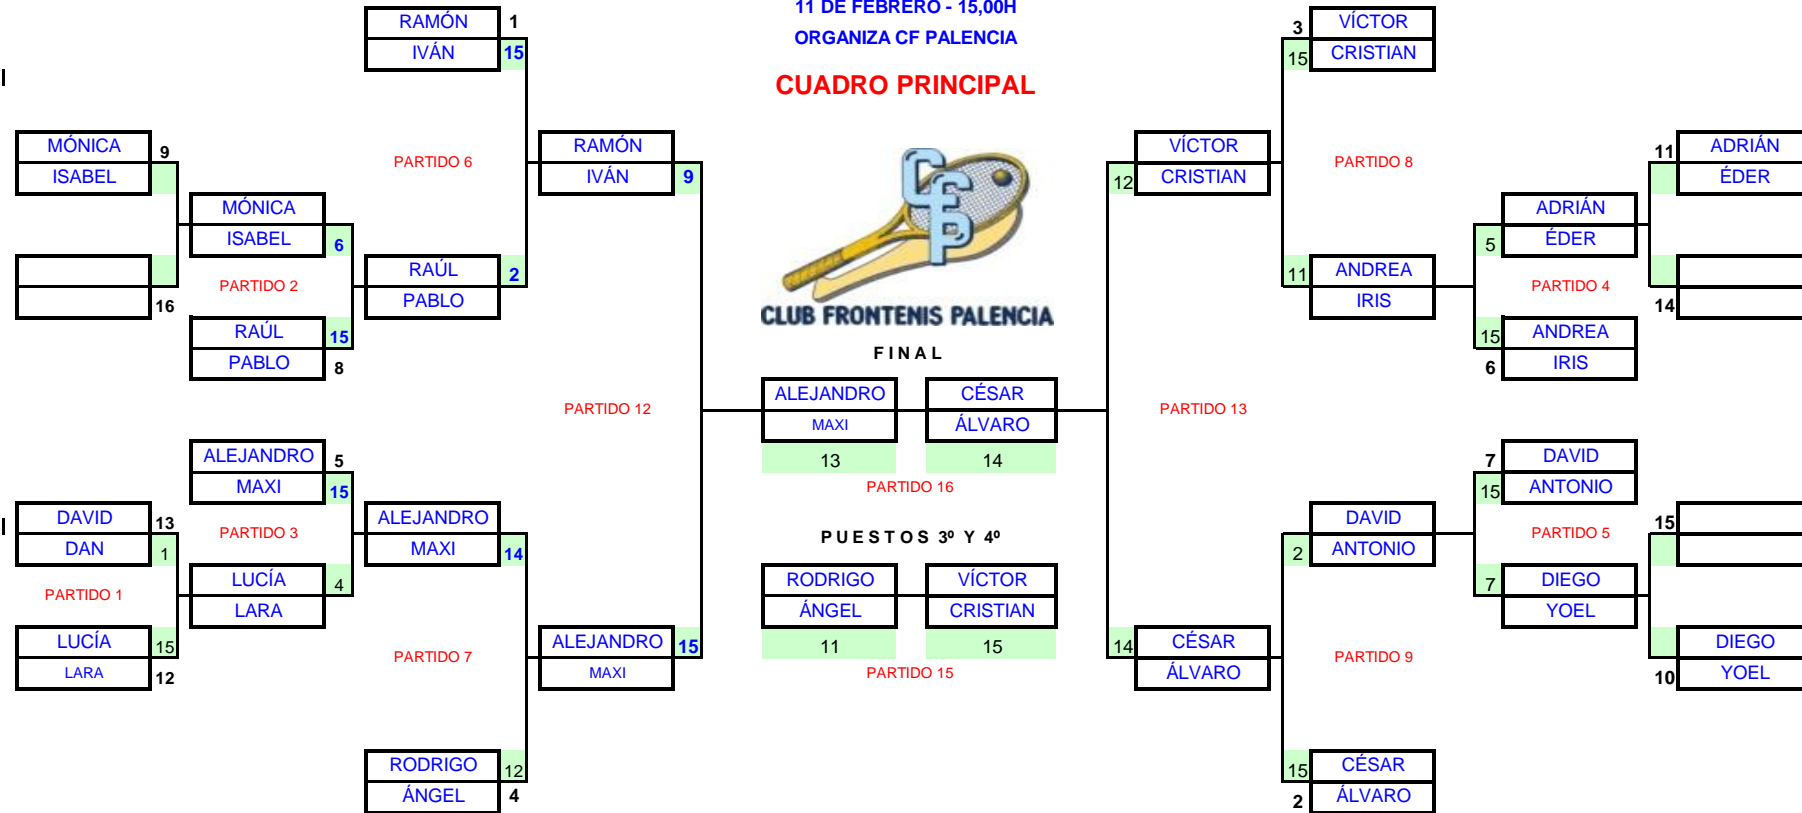 11 DE FEBRERO - 15,00H
ORGANIZA CF PALENCIA
CUADRO PRINCIPAL
RAMÓN 1
IVÁN 15
MÓNICA 9
ISABEL
PARTIDO 6
RAMÓN
IVÁN 9
MÓNICA
ISABEL 6
16
PARTIDO 2
RAÚL 2
PABLO
RAÚL 15
PABLO 8
PARTIDO 12
ALEJANDRO 5
MAXI 15
DAVID 13
DAN 1
PARTIDO 3
ALEJANDRO
MAXI 14
PARTIDO 1
LUCÍA 4
LARA
LUCÍA 15
LARA 12
PARTIDO 7
ALEJANDRO 15
MAXI
RODRIGO 12
ÁNGEL 4
CLUB FRONTENIS PALENCIA
FINAL
ALEJANDRO CÉSAR
MAXI ÁLVARO
13 14
PARTIDO 16
PUESTOS 3º Y 4º
RODRIGO VÍCTOR
ÁNGEL CRISTIAN
11 15
PARTIDO 15
3 VÍCTOR
15 CRISTIAN
VÍCTOR
12 CRISTIAN
PARTIDO 8
11 ADRIÁN
ÉDER
ADRIÁN
5 ÉDER
11 ANDREA
IRIS
PARTIDO 4
14
15 ANDREA
6 IRIS
PARTIDO 13
7 DAVID
15 ANTONIO
DAVID
2 ANTONIO
PARTIDO 5
15
7 DIEGO
YOEL
14 CÉSAR
ÁLVARO
PARTIDO 9
DIEGO
10 YOEL
15 CÉSAR
2 ÁLVARO